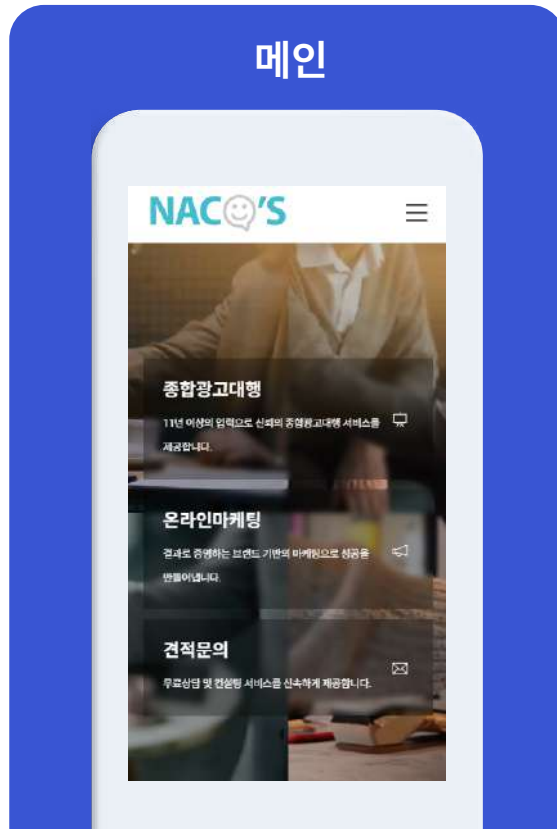 메인
NACO'S
종합광고대행
11년 이상의 업력으로 신뢰의 종합광고대행 서비스를
제공합니다.
온라인마케팅
결과로 증명하는 브랜드 기반의 마케팅으로 성공을
만들어냅니다.
견적문의
무료상담 및 컨설팅 서비스를 신속하게 제공합니다.